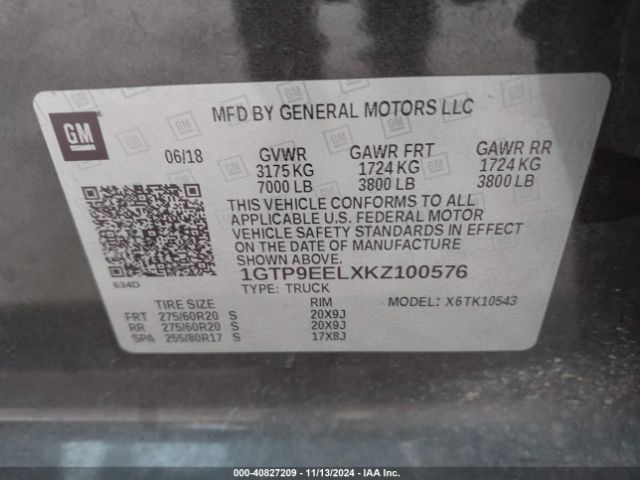 GM
MFD BY GENERAL MOTORS LLC
06/18 GVWR GAWR FRT GAWR RR
3175 KG 1724 KG 1724 KG
7000 LB 3800 LB 3800 LB
THIS VEHICLE CONFORMS TO ALL
APPLICABLE U.S. FEDERAL MOTOR
VEHICLE SAFETY STANDARDS IN EFFECT
ON THE DATE OF MANUFACTURE
SHOWN ABOVE.
1GTP9EELXKZ100576
634D
TYPE: TRUCK
TIRE SIZE RIM MODEL: X6TK10543
FRT 275/60R20 S 20X9J
RR 275/60R20 S 20X9J
SPA 255/80R17 S 17X8J
000-40827209 - 11/13/2024 - IAA Inc.